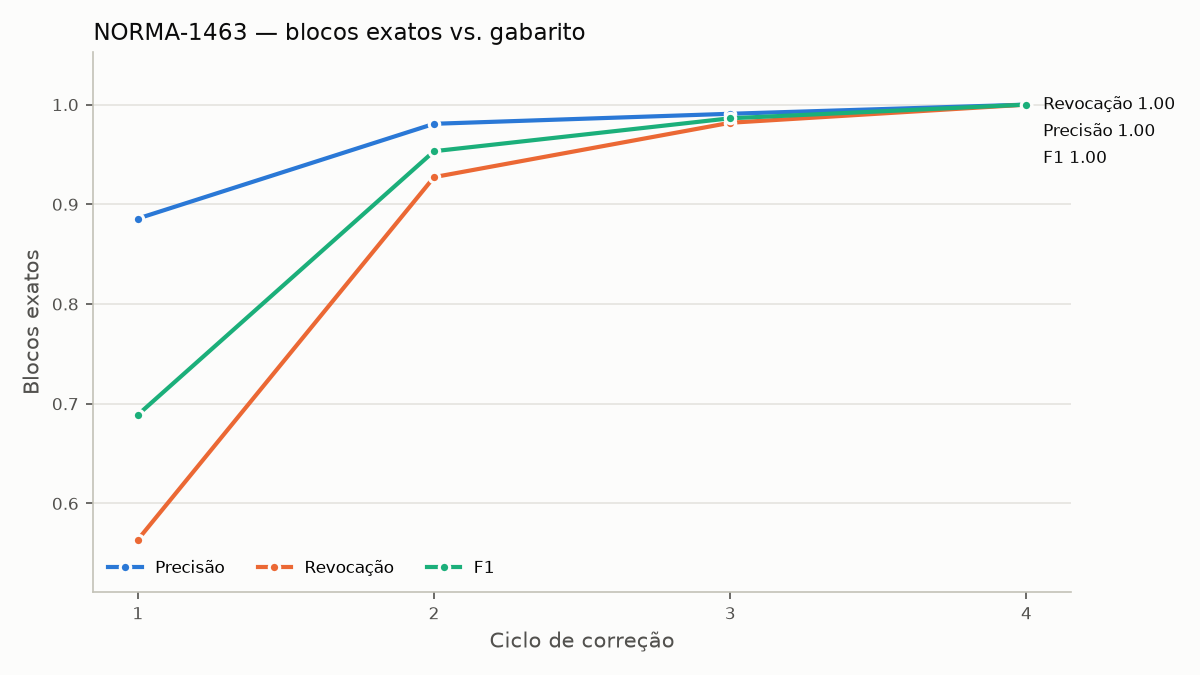 NORMA-1463 — blocos exatos vs. gabarito
Blocos exatos
1.0
0.9
0.8
0.7
0.6
Revocação 1.00
Precisão 1.00
F1 1.00
Precisão
Revocação
F1
1
2
3
4
Ciclo de correção